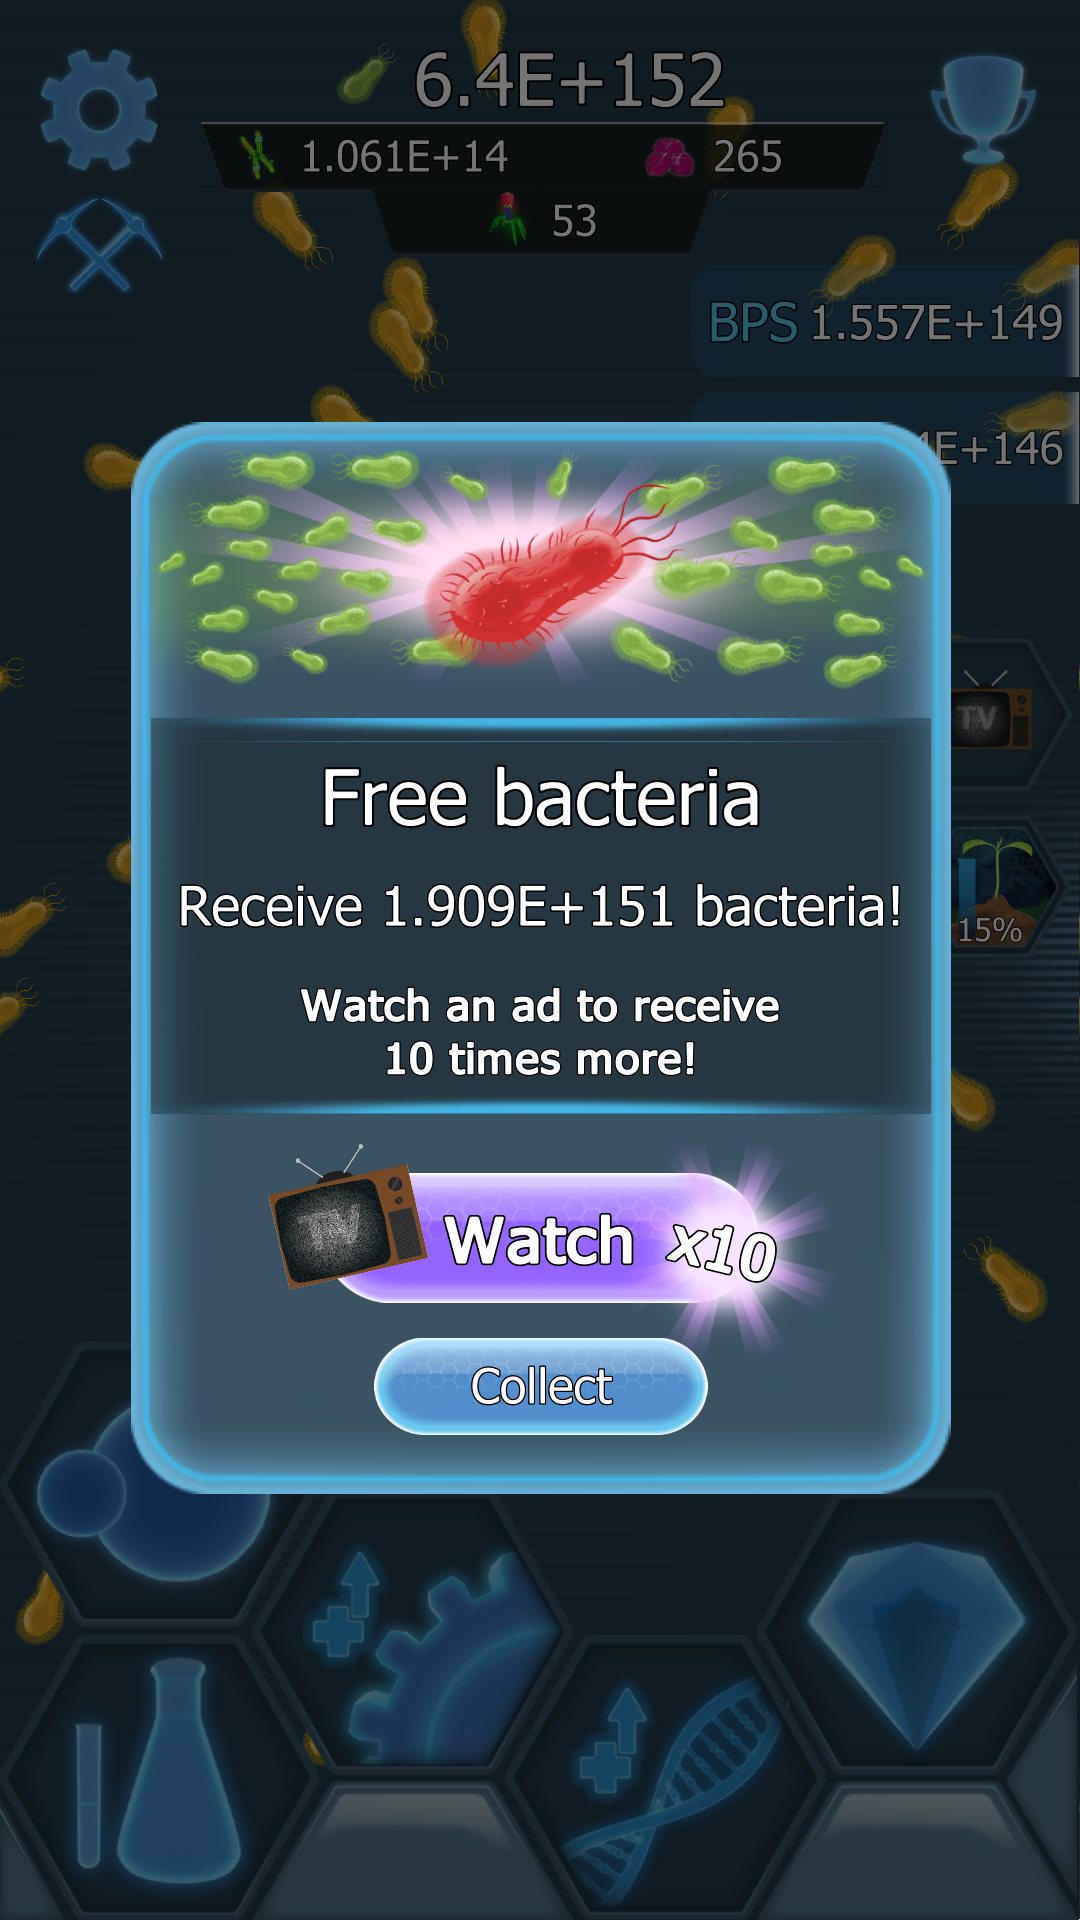 6.4E+152
1.061E+14
265
53
BPS 1.557E+149
4E+146
Free bacteria
Receive 1.909E+151 bacteria!
Watch an ad to receive
10 times more!
TV
15%
TV
Watch x10
Collect